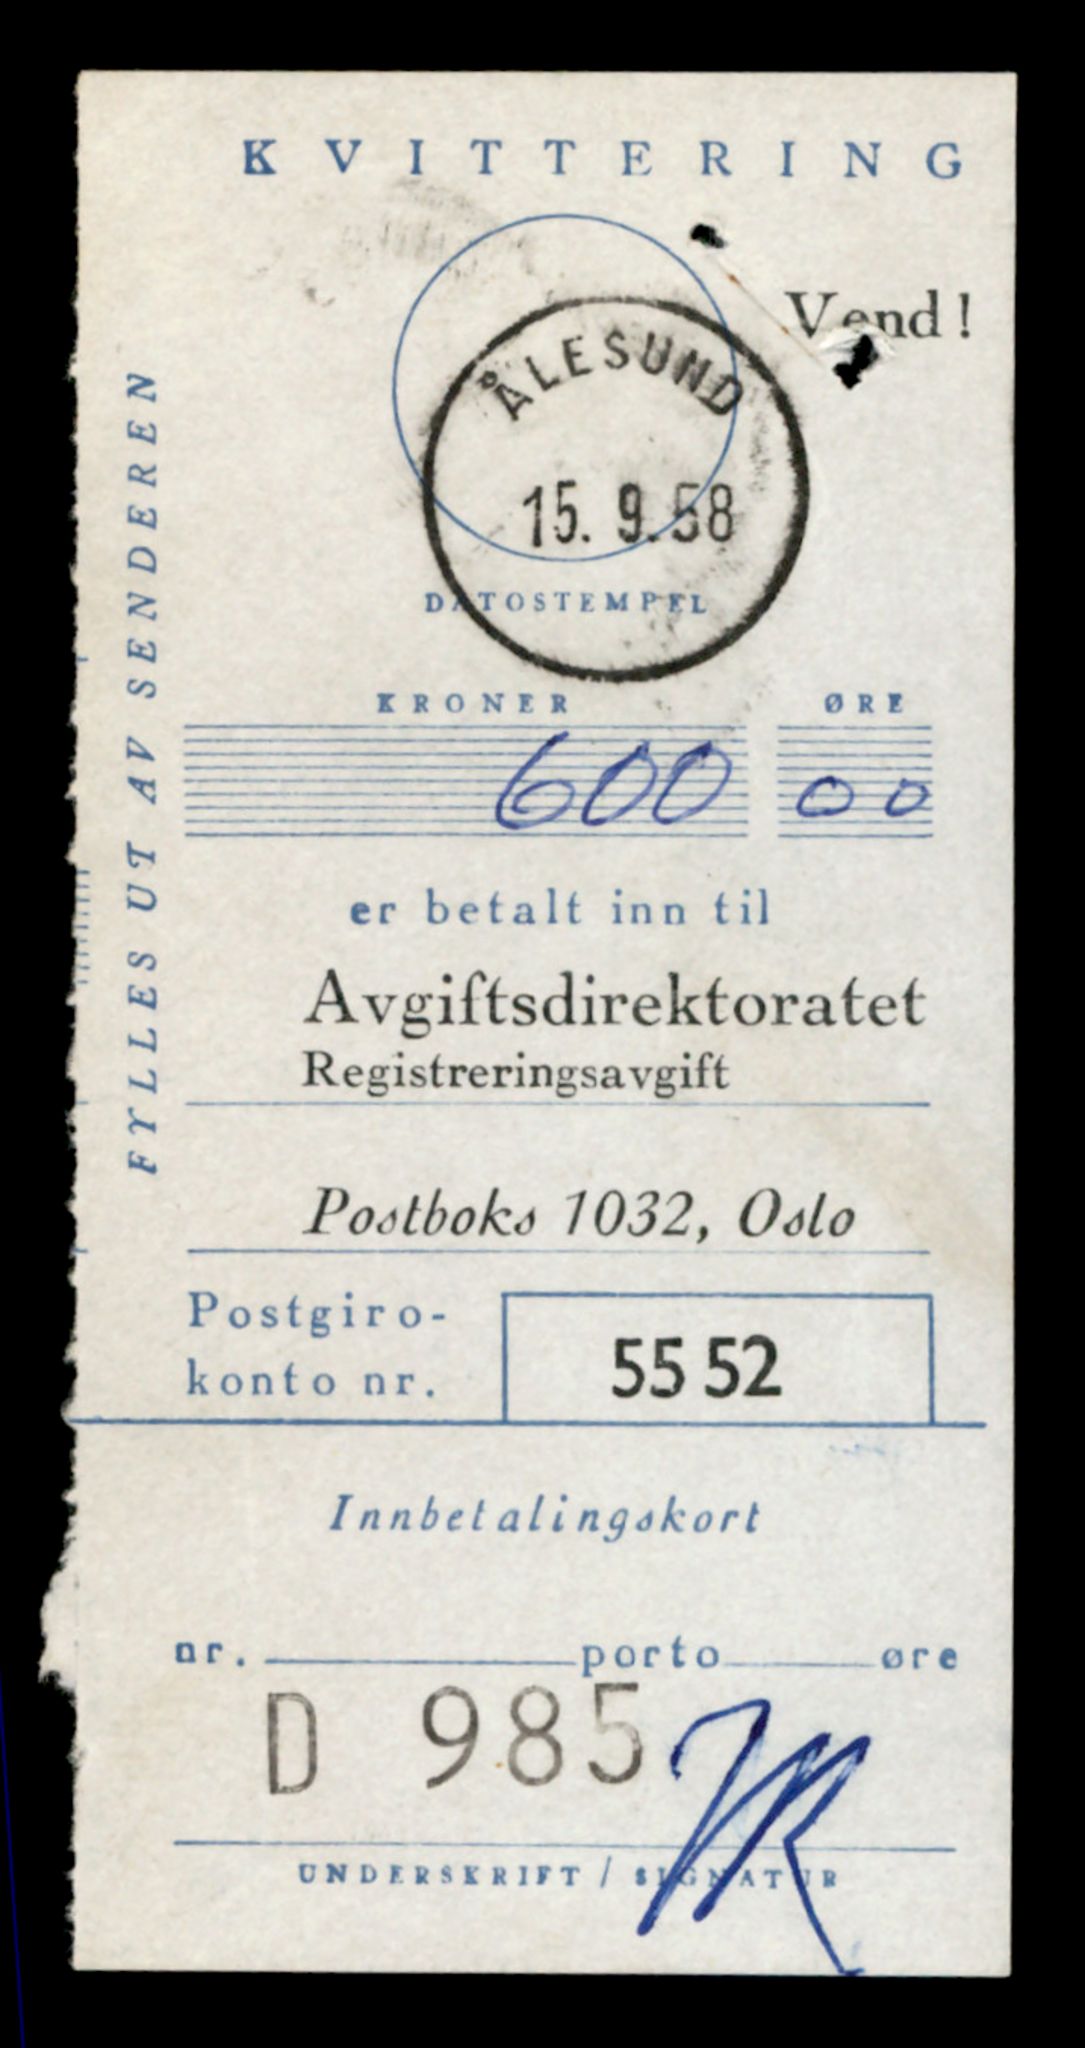 KVITTERING
Vend!
ÅLESUND
15. 9. 58
DATOSTEMPEL
FYLLES UT AV SENDEREN
KRONER ØRE
600 00
er betalt inn til
Avgiftsdirektoratet
Registreringsavgift
Postboks 1032, Oslo
Postgiro-
konto nr. 55 52
Innbetalingskort
nr. porto øre
D 985
UNDERSKRIFT / SIGNATUR